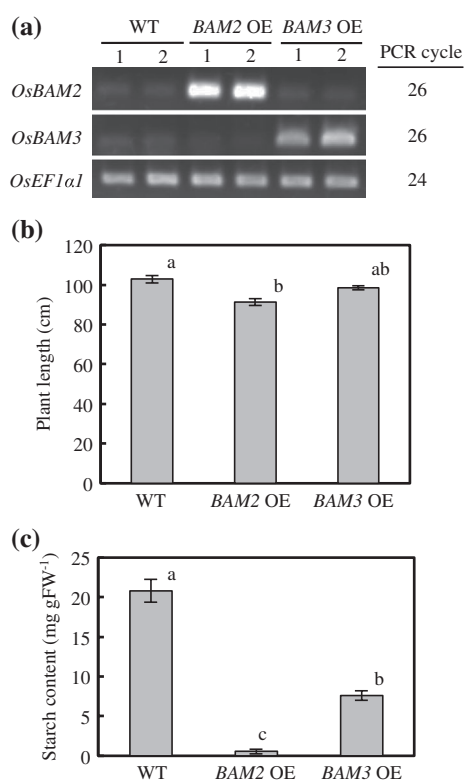 (a)
WT BAM2 OE BAM3 OE
1 2 1 2 1 2 PCR cycle
OsBAM2 26
OsBAM3 26
OsEF1α1 24
(b)
Plant length (cm)
120
100
80
60
40
20
0
a
b
ab
WT BAM2 OE BAM3 OE
(c)
Starch content (mg gFW-1)
25
20
15
10
5
0
a
c
b
WT BAM2 OE BAM3 OE